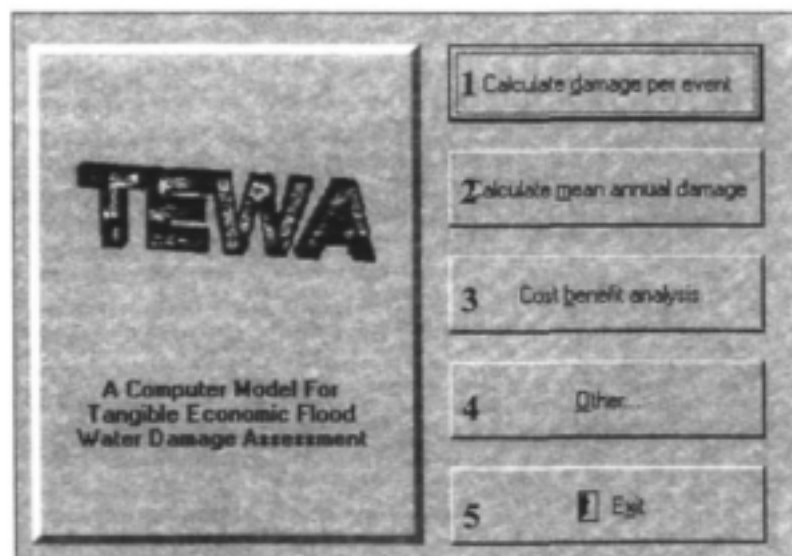 TEWA
A Computer Model For
Tangible Economic Flood
Water Damage Assessment
1 Calculate damage per event
2 Calculate mean annual damage
3 Cost benefit analysis
4 Other...
5 Exit